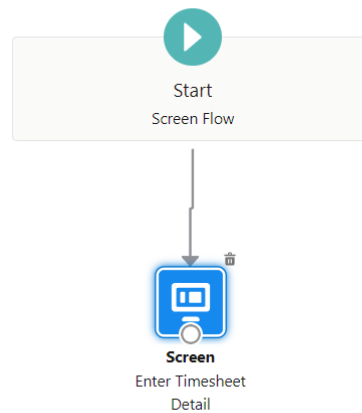 Start
Screen Flow
Screen
Enter Timesheet
Detail